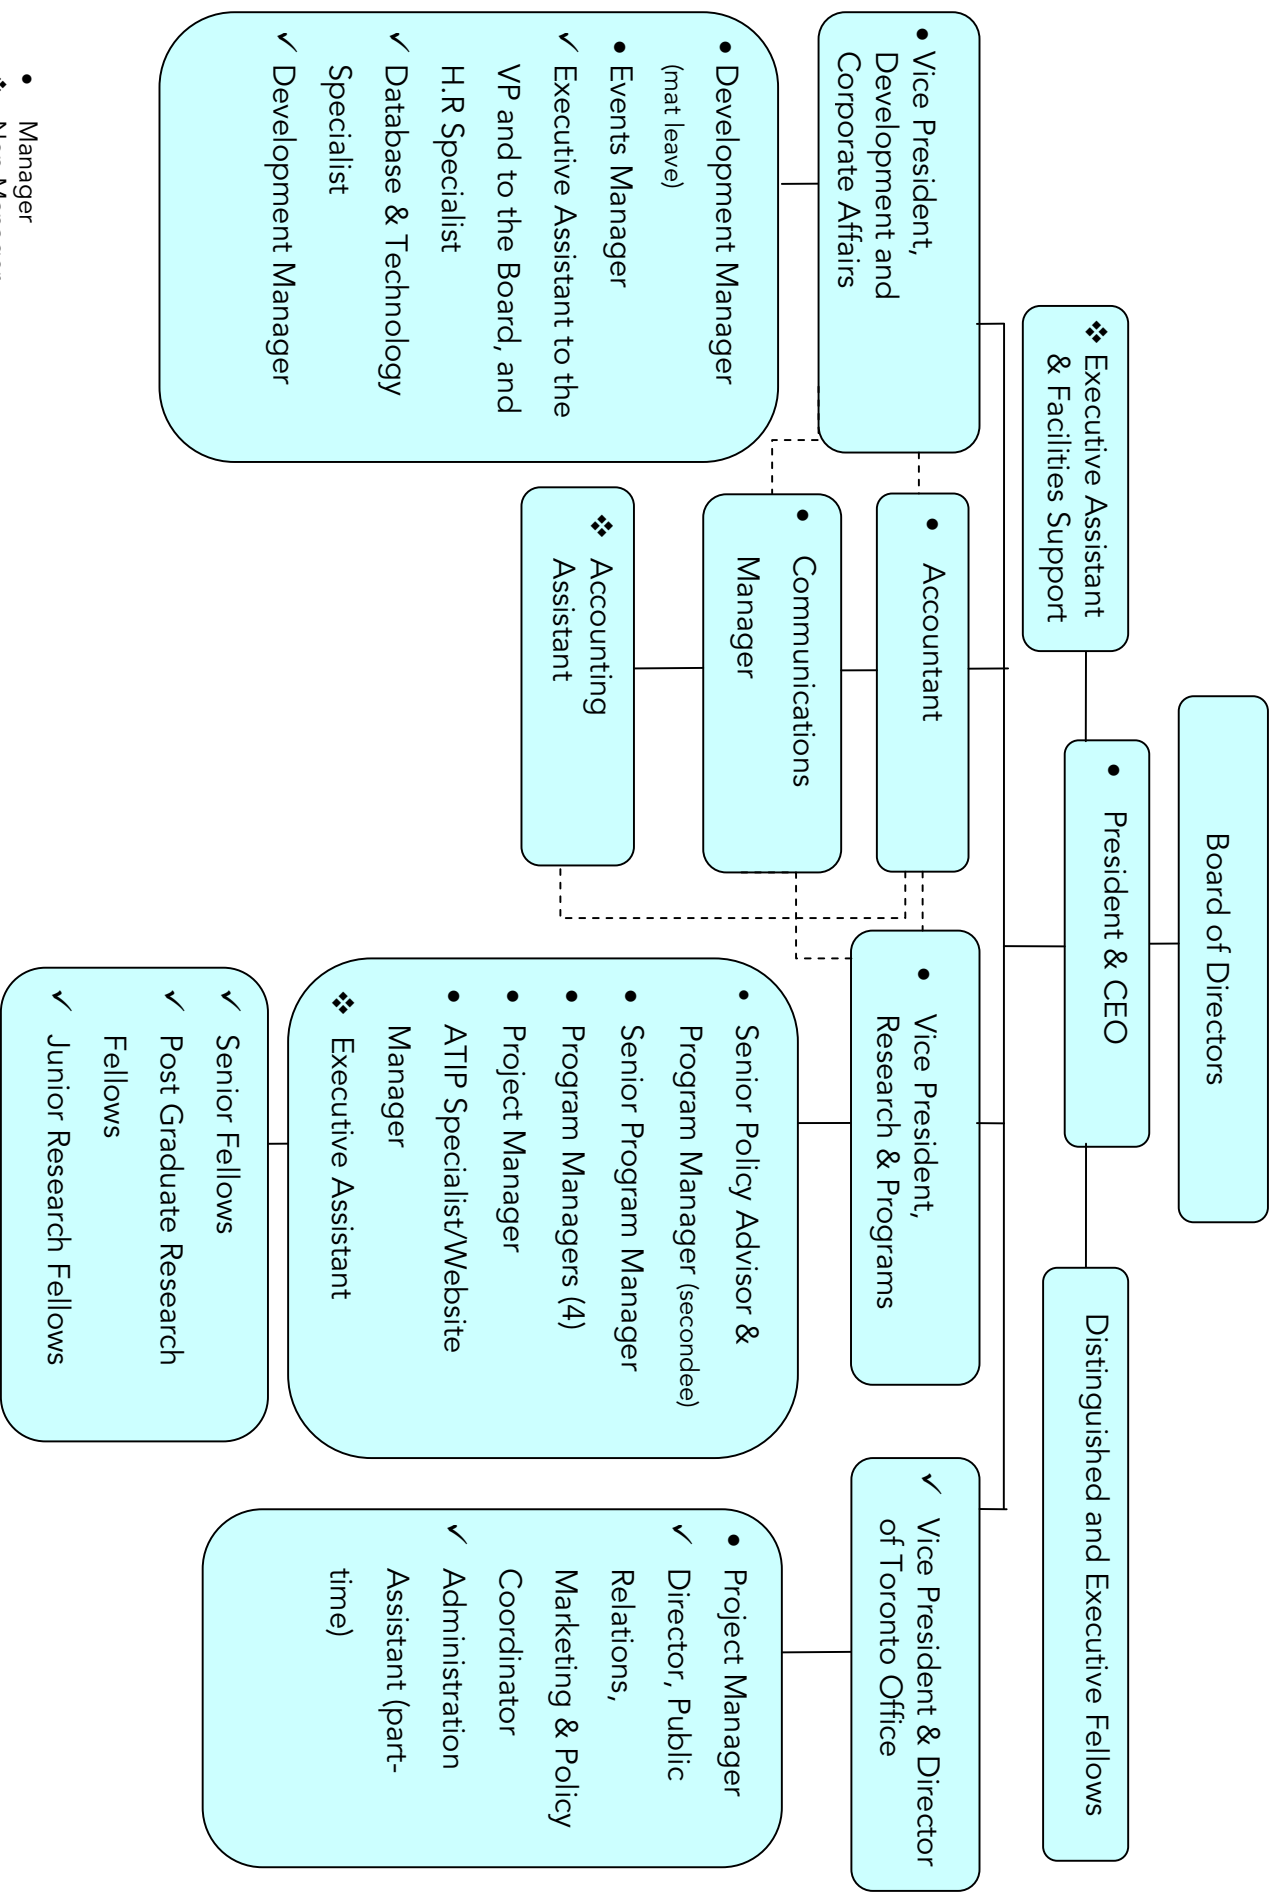 Board of Directors
❖ Executive Assistant
& Facilities Support
• President & CEO
Distinguished and Executive Fellows
• Vice President,
Development and
Corporate Affairs
• Accountant
• Vice President,
Research & Programs
✓ Vice President & Director
of Toronto Office
• Development Manager
(mat leave)
• Events Manager
✓ Executive Assistant to the
VP and to the Board, and
H.R Specialist
✓ Database & Technology
Specialist
✓ Development Manager
• Communications
Manager
❖ Accounting
Assistant
• Senior Policy Advisor &
Program Manager (secondee)
• Senior Program Manager
• Program Managers (4)
• Project Manager
• ATIP Specialist/Website
Manager
❖ Executive Assistant
✓ Senior Fellows
✓ Post Graduate Research
Fellows
✓ Junior Research Fellows
• Project Manager
✓ Director, Public
Relations,
Marketing & Policy
Coordinator
✓ Administration
Assistant (part-
time)
• Manager